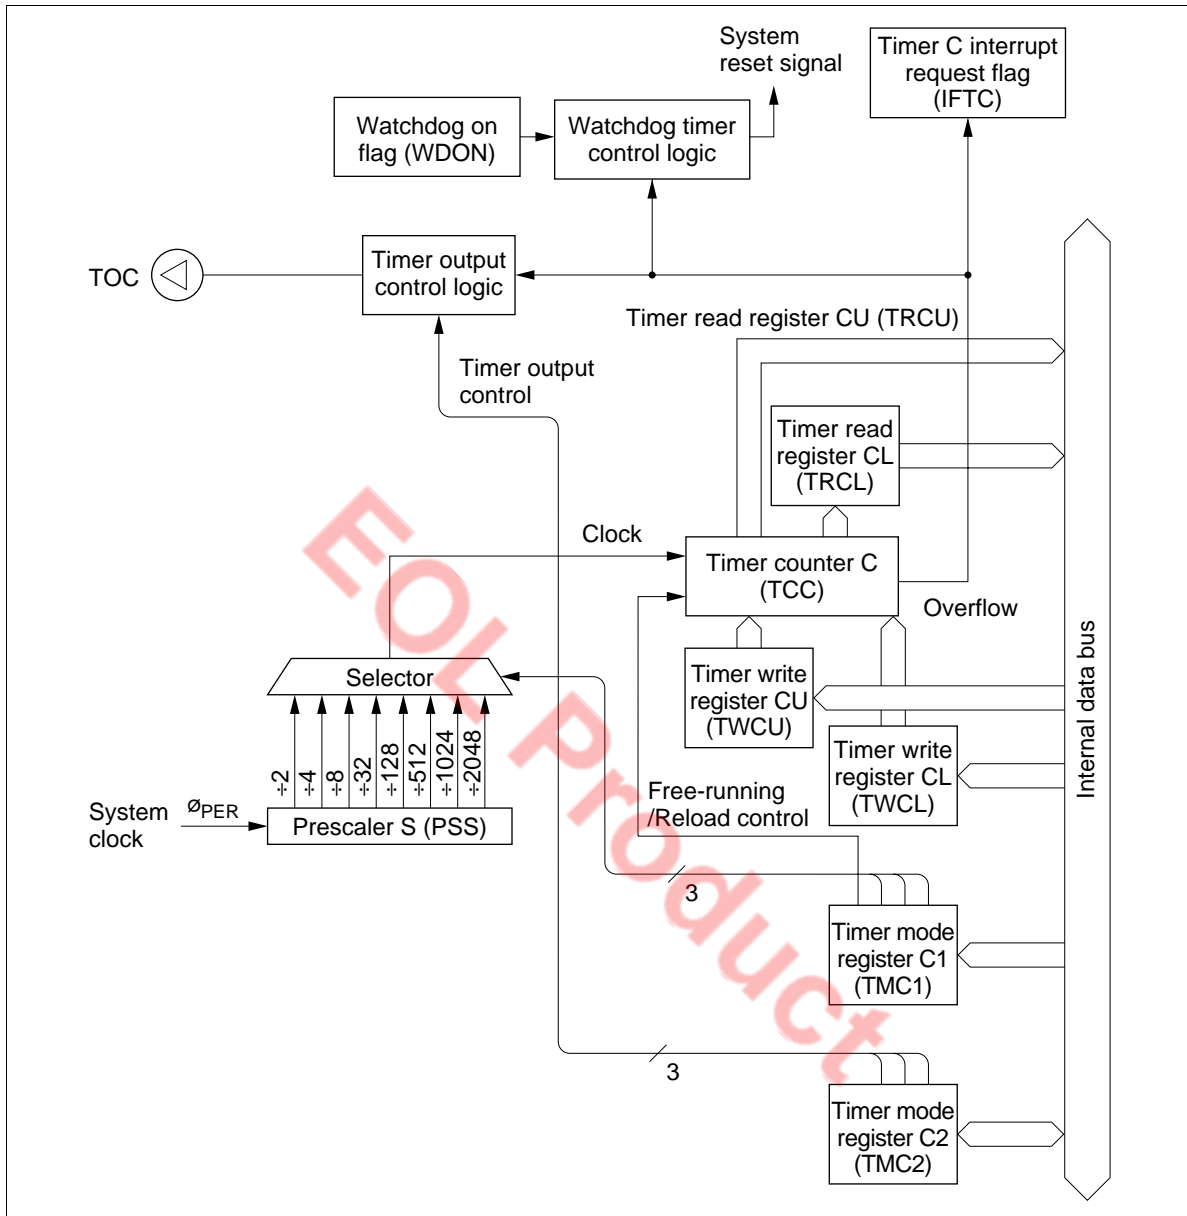 System
reset signal
Timer C interrupt
request flag
(IFTC)
Watchdog on
flag (WDON)
Watchdog timer
control logic
TOC
Timer output
control logic
Timer read register CU (TRCU)
Timer output
control
Timer read
register CL
(TRCL)
Clock
Timer counter C
(TCC)
Overflow
Internal data bus
Selector
Timer write
register CU
(TWCU)
Timer write
register CL
(TWCL)
÷2
÷4
÷8
÷32
÷128
÷512
÷1024
÷2048
System
clock
øPER
Prescaler S (PSS)
Free-running
/Reload control
3
Timer mode
register C1
(TMC1)
3
Timer mode
register C2
(TMC2)
EOL Product